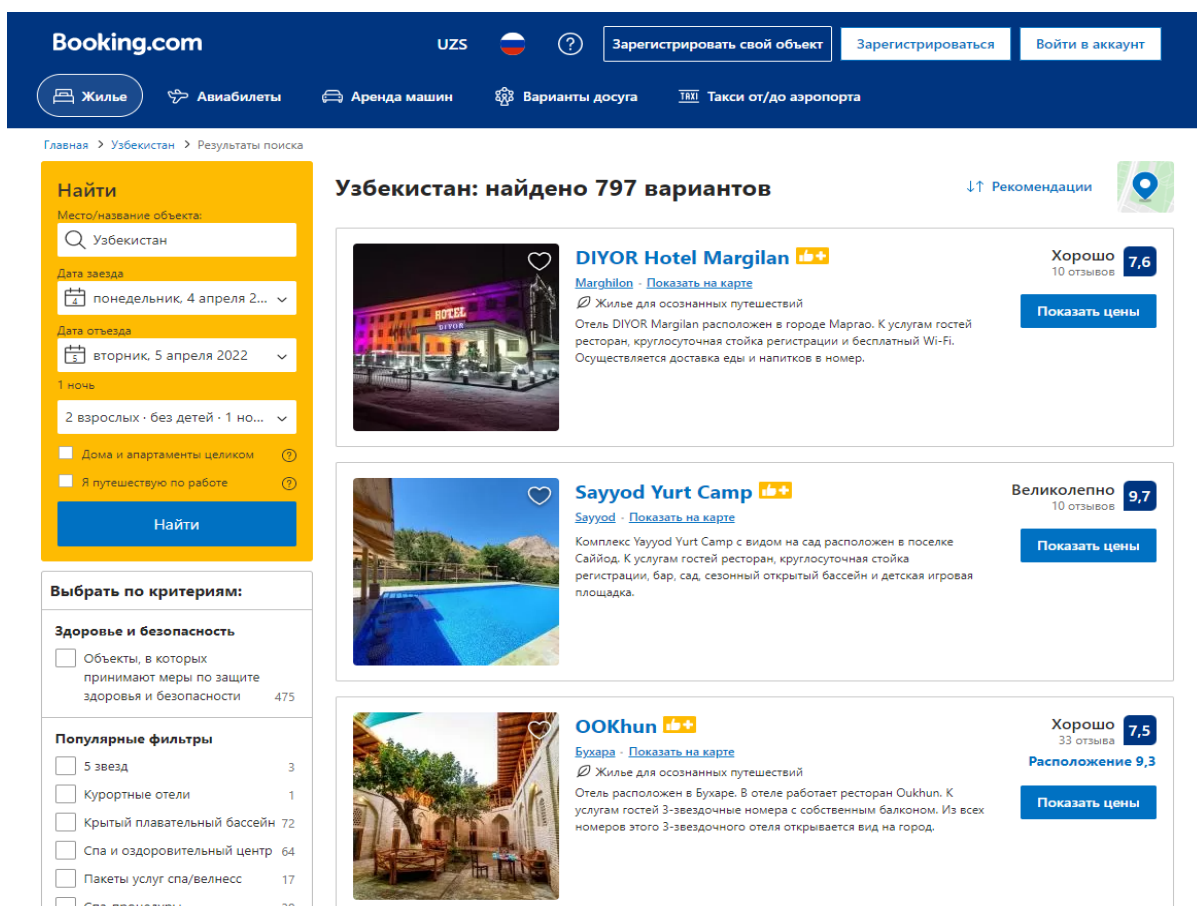 Booking.com
UZS
Зарегистрировать свой объект
Зарегистрироваться
Войти в аккаунт
Жилье
Авиабилеты
Аренда машин
Варианты досуга
TAXI Такси от/до аэропорта
Главная > Узбекистан > Результаты поиска
Найти
Место/название объекта:
Узбекистан
Дата заезда
4 понедельник, 4 апреля 2...
Дата отъезда
5 вторник, 5 апреля 2022
1 ночь
2 взрослых · без детей · 1 но...
Дома и апартаменты целиком
Я путешествую по работе
Найти
Выбрать по критериям:
Здоровье и безопасность
Объекты, в которых
принимают меры по защите
здоровья и безопасности 475
Популярные фильтры
5 звезд 3
Курортные отели 1
Крытый плавательный бассейн 72
Спа и оздоровительный центр 64
Пакеты услуг спа/велнесс 17
Узбекистан: найдено 797 вариантов
Рекомендации
HOTEL
DIYOR
DIYOR Hotel Margilan
Marghilon - Показать на карте
Жилье для осознанных путешествий
Отель DIYOR Margilan расположен в городе Маргао. К услугам гостей
ресторан, круглосуточная стойка регистрации и бесплатный Wi-Fi.
Осуществляется доставка еды и напитков в номер.
Хорошо 7,6
10 отзывов
Показать цены
Sayyod Yurt Camp
Sayyod - Показать на карте
Комплекс Yayyod Yurt Camp с видом на сад расположен в поселке
Саййод. К услугам гостей ресторан, круглосуточная стойка
регистрации, бар, сад, сезонный открытый бассейн и детская игровая
площадка.
Великолепно 9,7
10 отзывов
Показать цены
OOKhun
Бухара - Показать на карте
Жилье для осознанных путешествий
Отель расположен в Бухаре. В отеле работает ресторан Oukhun. К
услугам гостей 3-звездочные номера с собственным балконом. Из всех
номеров этого 3-звездочного отеля открывается вид на город.
Хорошо 7,5
33 отзыва
Расположение 9,3
Показать цены